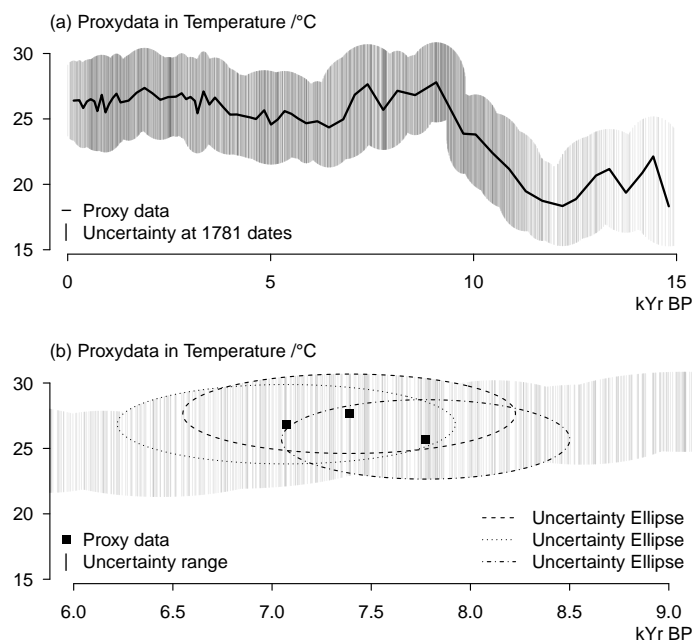 (a) Proxydata in Temperature /°C
30
25
20
15
Proxy data
Uncertainty at 1781 dates
0 5 10 15
kYr BP
(b) Proxydata in Temperature /°C
30
25
20
15
Proxy data
Uncertainty range
Uncertainty Ellipse
Uncertainty Ellipse
Uncertainty Ellipse
6.0 6.5 7.0 7.5 8.0 8.5 9.0
kYr BP